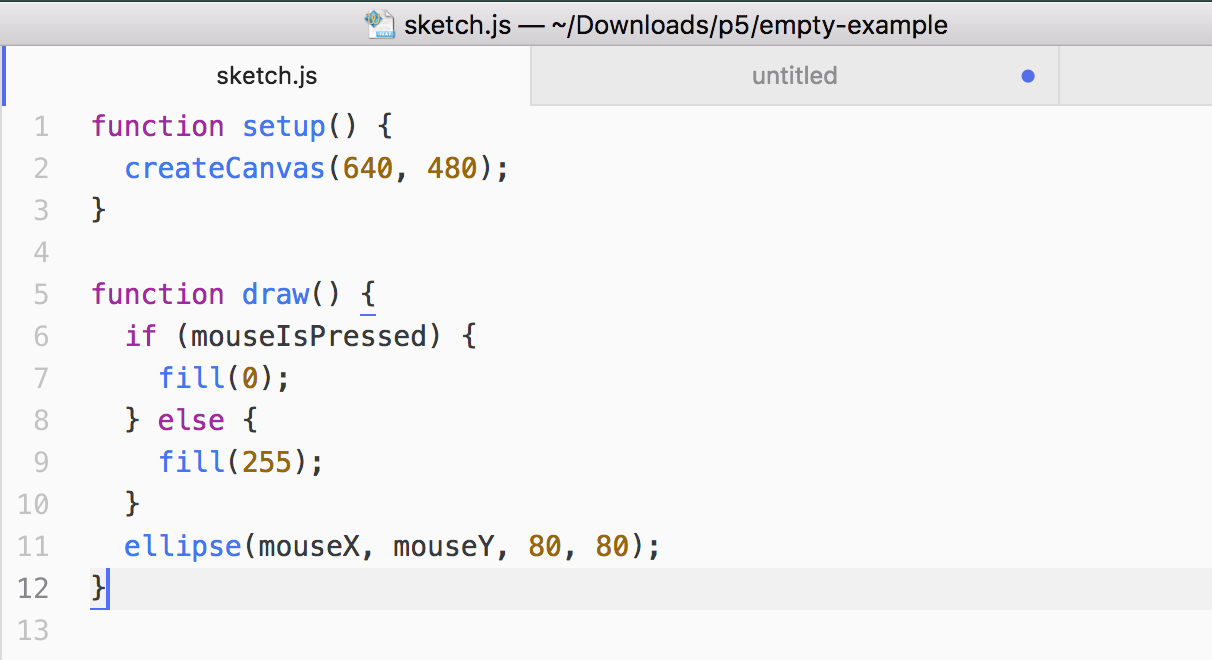 sketch.js — ~/Downloads/p5/empty-example
sketch.js untitled
1 function setup() {
2   createCanvas(640, 480);
3 }
4
5 function draw() {
6   if (mouseIsPressed) {
7     fill(0);
8   } else {
9     fill(255);
10   }
11   ellipse(mouseX, mouseY, 80, 80);
12 }
13